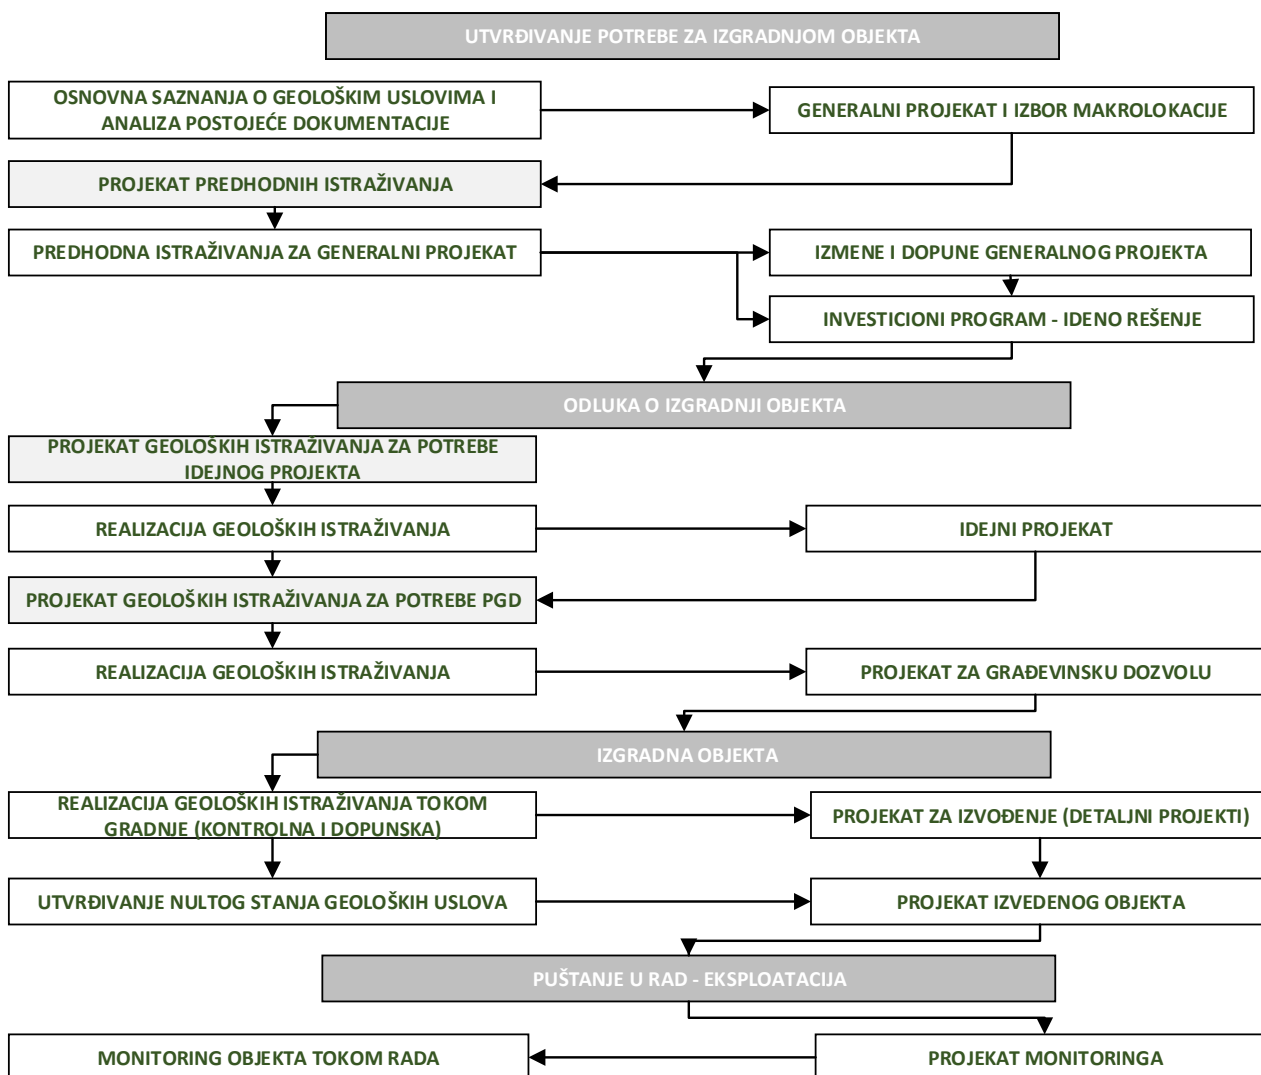 UTVRĐIVANJE POTREBE ZA IZGRADNJOM OBJEKTA
OSNOVNA SAZNANJA O GEOLOŠKIM USLOVIMA I
ANALIZA POSTOJEĆE DOKUMENTACIJE
GENERALNI PROJEKAT I IZBOR MAKROLOKACIJE
PROJEKAT PREDHODNIH ISTRAŽIVANJA
PREDHODNA ISTRAŽIVANJA ZA GENERALNI PROJEKAT
IZMENE I DOPUNE GENERALNOG PROJEKTA
INVESTICIONI PROGRAM - IDENO REŠENJE
ODLUKA O IZGRADNJI OBJEKTA
PROJEKAT GEOLOŠKIH ISTRAŽIVANJA ZA POTREBE
IDEJNOG PROJEKTA
REALIZACIJA GEOLOŠKIH ISTRAŽIVANJA
IDEJNI PROJEKAT
PROJEKAT GEOLOŠKIH ISTRAŽIVANJA ZA POTREBE PGD
REALIZACIJA GEOLOŠKIH ISTRAŽIVANJA
PROJEKAT ZA GRAĐEVINSKU DOZVOLU
IZGRADNA OBJEKTA
REALIZACIJA GEOLOŠKIH ISTRAŽIVANJA TOKOM
GRADNJE (KONTROLNA I DOPUNSKA)
PROJEKAT ZA IZVOĐENJE (DETALJNI PROJEKTI)
UTVRĐIVANJE NULTOG STANJA GEOLOŠKIH USLOVA
PROJEKAT IZVEDENOG OBJEKTA
PUŠTANJE U RAD - EKSPLOATACIJA
MONITORING OBJEKTA TOKOM RADA
PROJEKAT MONITORINGA